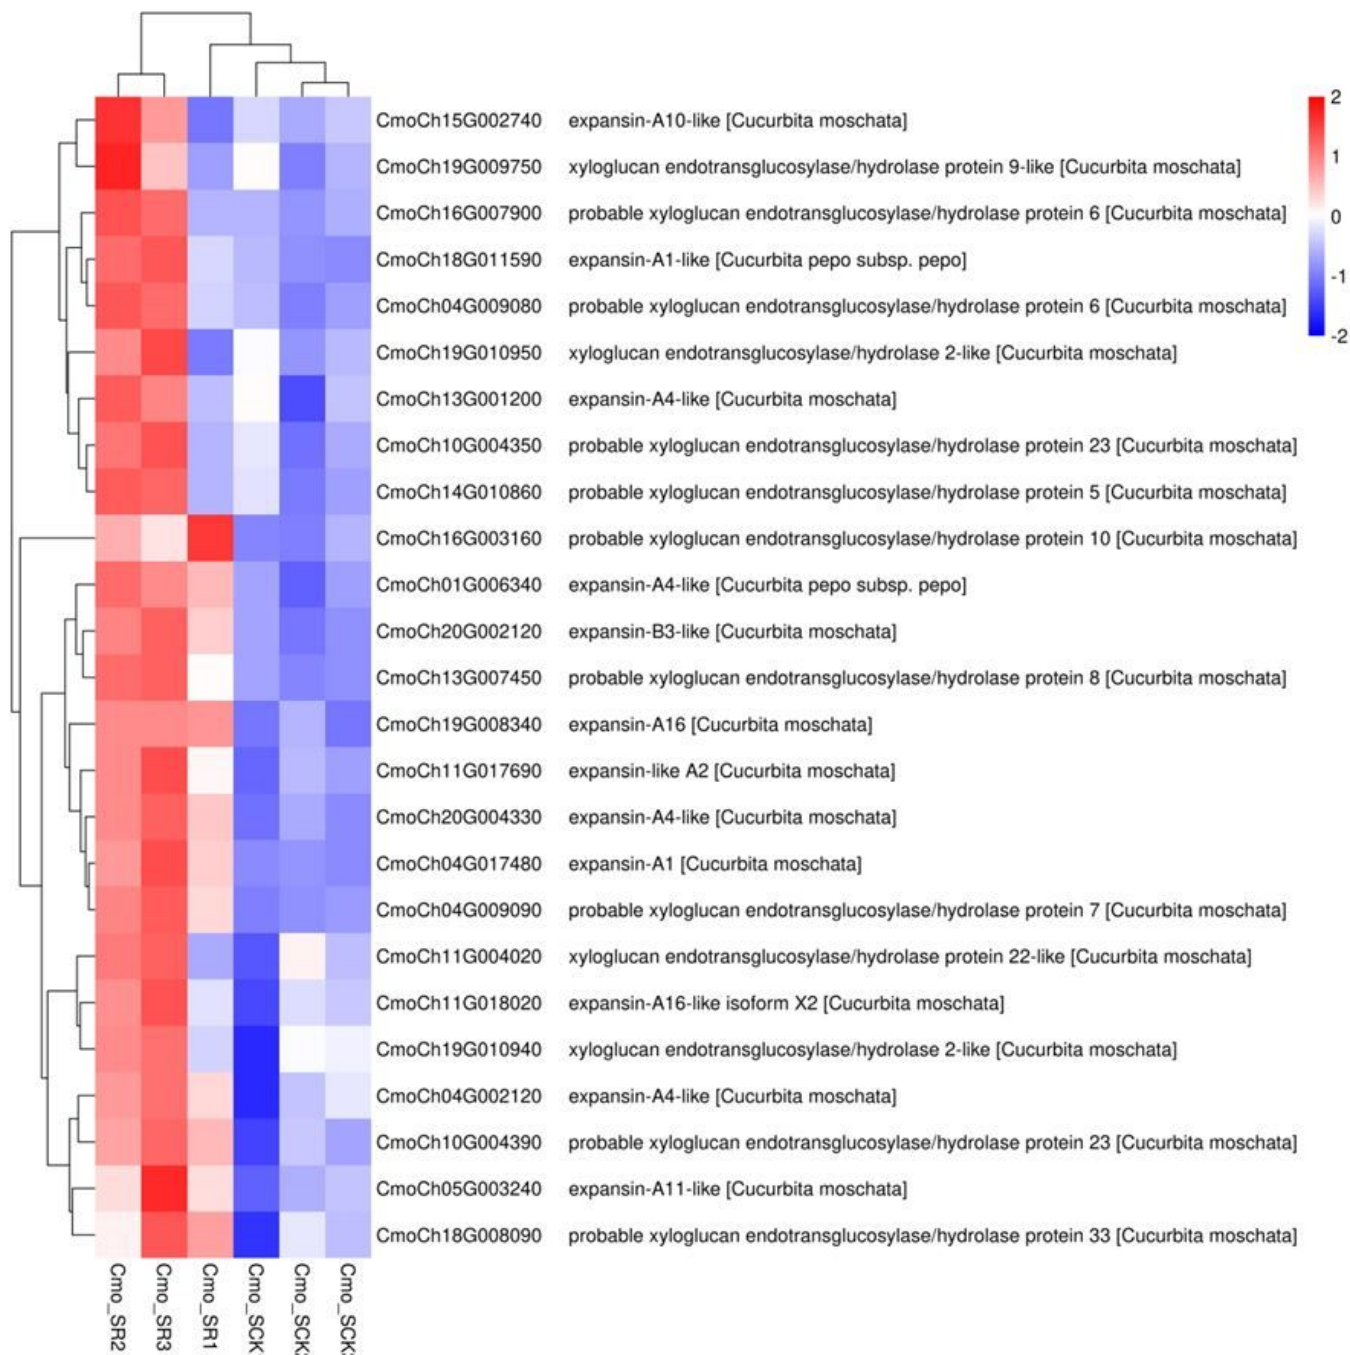 CmoCh15G002740 expansin-A10-like [Cucurbita moschata]
CmoCh19G009750 xyloglucan endotransglucosylase/hydrolase protein 9-like [Cucurbita moschata]
CmoCh16G007900 probable xyloglucan endotransglucosylase/hydrolase protein 6 [Cucurbita moschata]
CmoCh18G011590 expansin-A1-like [Cucurbita pepo subsp. pepo]
CmoCh04G009080 probable xyloglucan endotransglucosylase/hydrolase protein 6 [Cucurbita moschata]
CmoCh19G010950 xyloglucan endotransglucosylase/hydrolase 2-like [Cucurbita moschata]
CmoCh13G001200 expansin-A4-like [Cucurbita moschata]
CmoCh10G004350 probable xyloglucan endotransglucosylase/hydrolase protein 23 [Cucurbita moschata]
CmoCh14G010860 probable xyloglucan endotransglucosylase/hydrolase protein 5 [Cucurbita moschata]
CmoCh16G003160 probable xyloglucan endotransglucosylase/hydrolase protein 10 [Cucurbita moschata]
CmoCh01G006340 expansin-A4-like [Cucurbita pepo subsp. pepo]
CmoCh20G002120 expansin-B3-like [Cucurbita moschata]
CmoCh13G007450 probable xyloglucan endotransglucosylase/hydrolase protein 8 [Cucurbita moschata]
CmoCh19G008340 expansin-A16 [Cucurbita moschata]
CmoCh11G017690 expansin-like A2 [Cucurbita moschata]
CmoCh20G004330 expansin-A4-like [Cucurbita moschata]
CmoCh04G017480 expansin-A1 [Cucurbita moschata]
CmoCh04G009090 probable xyloglucan endotransglucosylase/hydrolase protein 7 [Cucurbita moschata]
CmoCh11G004020 xyloglucan endotransglucosylase/hydrolase protein 22-like [Cucurbita moschata]
CmoCh11G018020 expansin-A16-like isoform X2 [Cucurbita moschata]
CmoCh19G010940 xyloglucan endotransglucosylase/hydrolase 2-like [Cucurbita moschata]
CmoCh04G002120 expansin-A4-like [Cucurbita moschata]
CmoCh10G004390 probable xyloglucan endotransglucosylase/hydrolase protein 23 [Cucurbita moschata]
CmoCh05G003240 expansin-A11-like [Cucurbita moschata]
CmoCh18G008090 probable xyloglucan endotransglucosylase/hydrolase protein 33 [Cucurbita moschata]
2
1
0
-1
-2
Cmo_SR2
Cmo_SR3
Cmo_SR1
Cmo_SCK
Cmo_SCK
Cmo_SCK